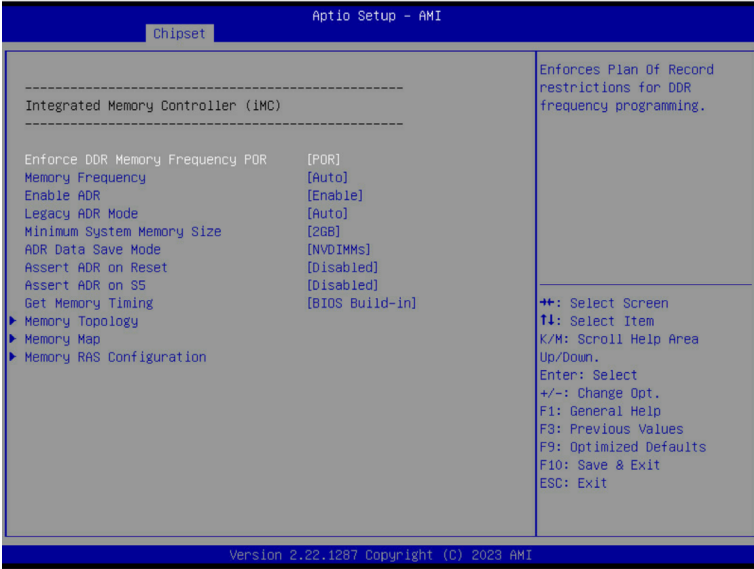 Aptio Setup - AMI
Chipset
----------------------------------------------------
Integrated Memory Controller (iMC)
----------------------------------------------------
Enforce DDR Memory Frequency POR [POR]
Memory Frequency [Auto]
Enable ADR [Enable]
Legacy ADR Mode [Auto]
Minimum System Memory Size [2GB]
ADR Data Save Mode [NVDIMMs]
Assert ADR on Reset [Disabled]
Assert ADR on S5 [Disabled]
Get Memory Timing [BIOS Build-in]
Memory Topology
Memory Map
Memory RAS Configuration
Enforces Plan Of Record
restrictions for DDR
frequency programming.
→←: Select Screen
↑↓: Select Item
K/M: Scroll Help Area
Up/Down.
Enter: Select
+/-: Change Opt.
F1: General Help
F3: Previous Values
F9: Optimized Defaults
F10: Save & Exit
ESC: Exit
Version 2.22.1287 Copyright (C) 2023 AMI